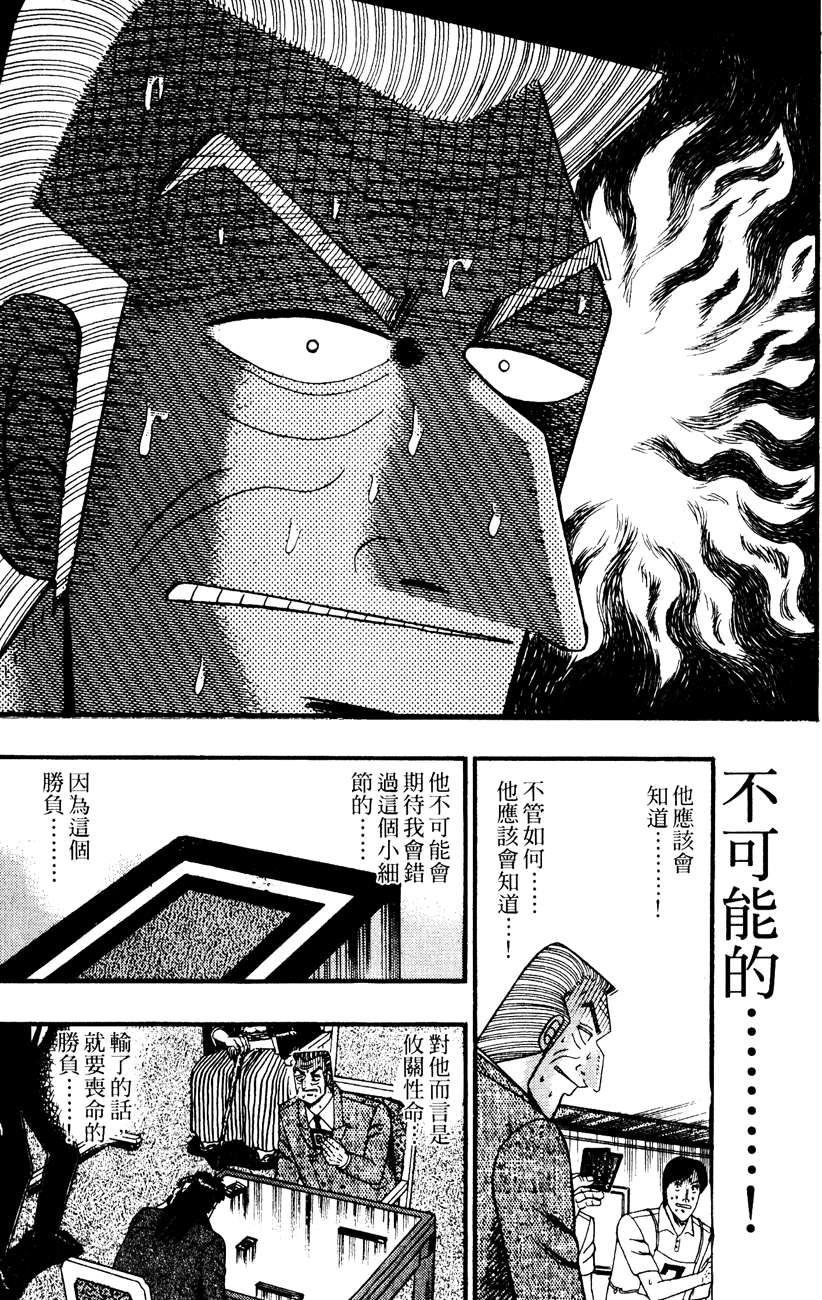 不可能的…………！
他應該會
知道………！
不管如何……
他應該會知道…！
他不可能會
期待我會錯
過這個小細
節的……
因為這個
勝負………
對他而言是
攸關性命…
輸了的話…
就要喪命的
勝負………